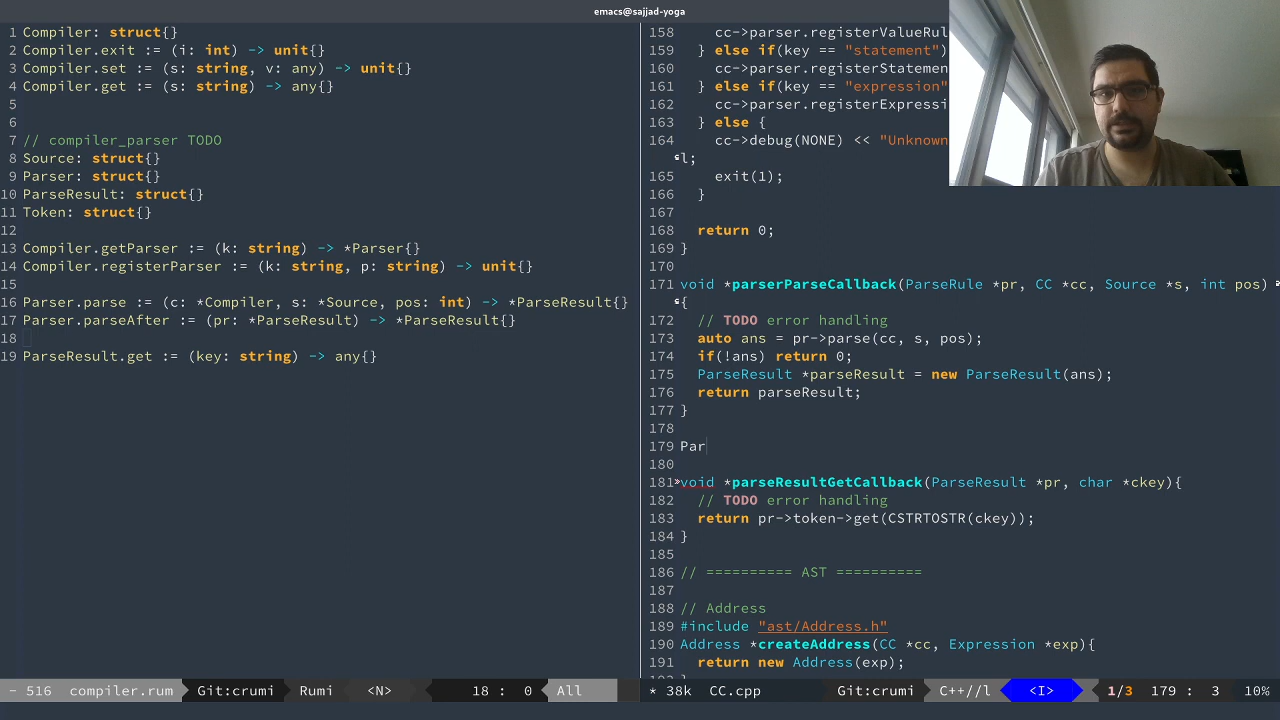 emacs@sajjad-yoga
1 Compiler: struct{}
2 Compiler.exit := (i: int) -> unit{}
3 Compiler.set := (s: string, v: any) -> unit{}
4 Compiler.get := (s: string) -> any{}
5
6
7 // compiler_parser TODO
8 Source: struct{}
9 Parser: struct{}
10 ParseResult: struct{}
11 Token: struct{}
12
13 Compiler.getParser := (k: string) -> *Parser{}
14 Compiler.registerParser := (k: string, p: string) -> unit{}
15
16 Parser.parse := (c: *Compiler, s: *Source, pos: int) -> *ParseResult{}
17 Parser.parseAfter := (pr: *ParseResult) -> *ParseResult{}
18
19 ParseResult.get := (key: string) -> any{}
- 516 compiler.rum Git:crumi Rumi <N> 18 : 0 All
158 cc->parser.registerValueRul
159 } else if(key == "statement")
160 cc->parser.registerStatemen
161 } else if(key == "expression"
162 cc->parser.registerExpressi
163 } else {
164 cc->debug(NONE) << "Unknown
l;
165 exit(1);
166 }
167
168 return 0;
169 }
170
171 void *parserParseCallback(ParseRule *pr, CC *cc, Source *s, int pos)
{
172 // TODO error handling
173 auto ans = pr->parse(cc, s, pos);
174 if(!ans) return 0;
175 ParseResult *parseResult = new ParseResult(ans);
176 return parseResult;
177 }
178
179 Par
180
181 void *parseResultGetCallback(ParseResult *pr, char *ckey){
182 // TODO error handling
183 return pr->token->get(CSTRTOSTR(ckey));
184 }
185
186 // ========== AST ==========
187
188 // Address
189 #include "ast/Address.h"
190 Address *createAddress(CC *cc, Expression *exp){
191 return new Address(exp);
* 38k CC.cpp Git:crumi C++//l <I> 1/3 179 : 3 10%